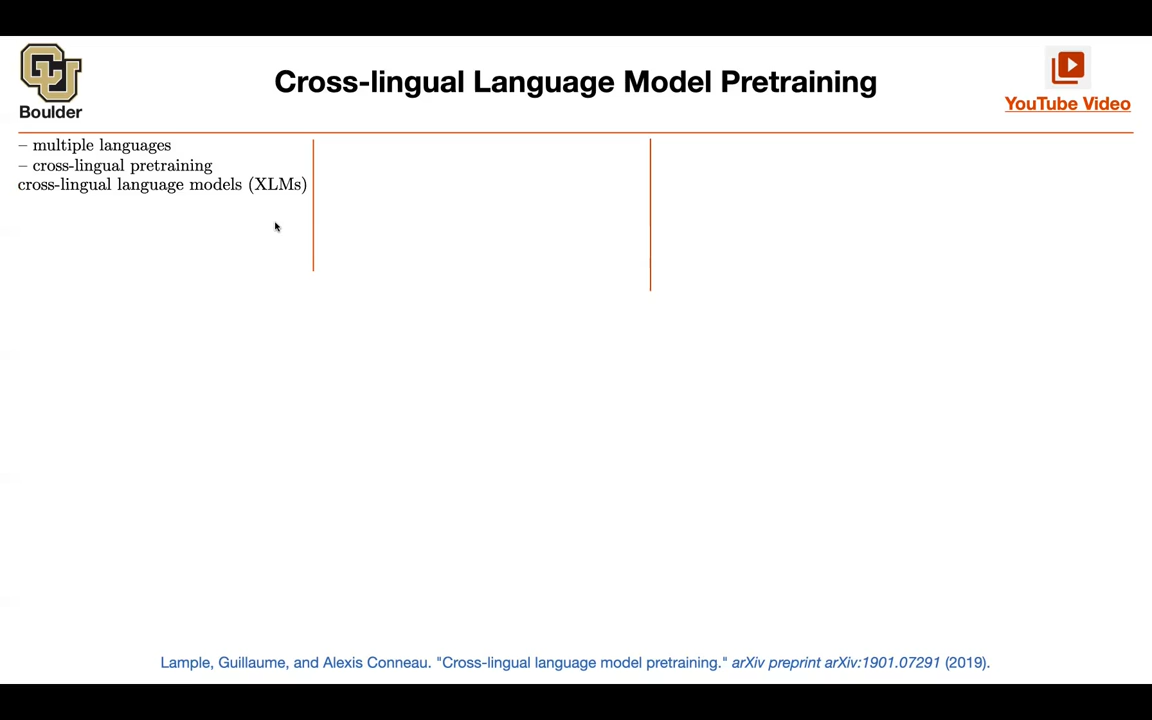 Boulder
Cross-lingual Language Model Pretraining
YouTube Video
– multiple languages
– cross-lingual pretraining
cross-lingual language models (XLMs)
Lample, Guillaume, and Alexis Conneau. "Cross-lingual language model pretraining." arXiv preprint arXiv:1901.07291 (2019).